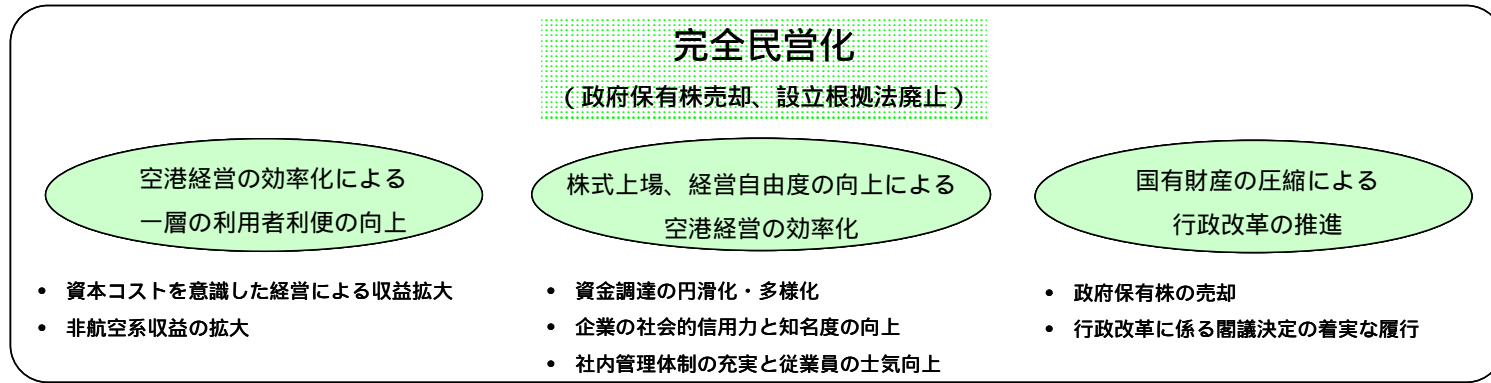 完全民営化
（政府保有株売却、設立根拠法廃止）
空港経営の効率化による
一層の利用者利便の向上
• 資本コストを意識した経営による収益拡大
• 非航空系収益の拡大
株式上場、経営自由度の向上による
空港経営の効率化
• 資金調達の円滑化・多様化
• 企業の社会的信用力と知名度の向上
• 社内管理体制の充実と従業員の士気向上
国有財産の圧縮による
行政改革の推進
• 政府保有株の売却
• 行政改革に係る閣議決定の着実な履行